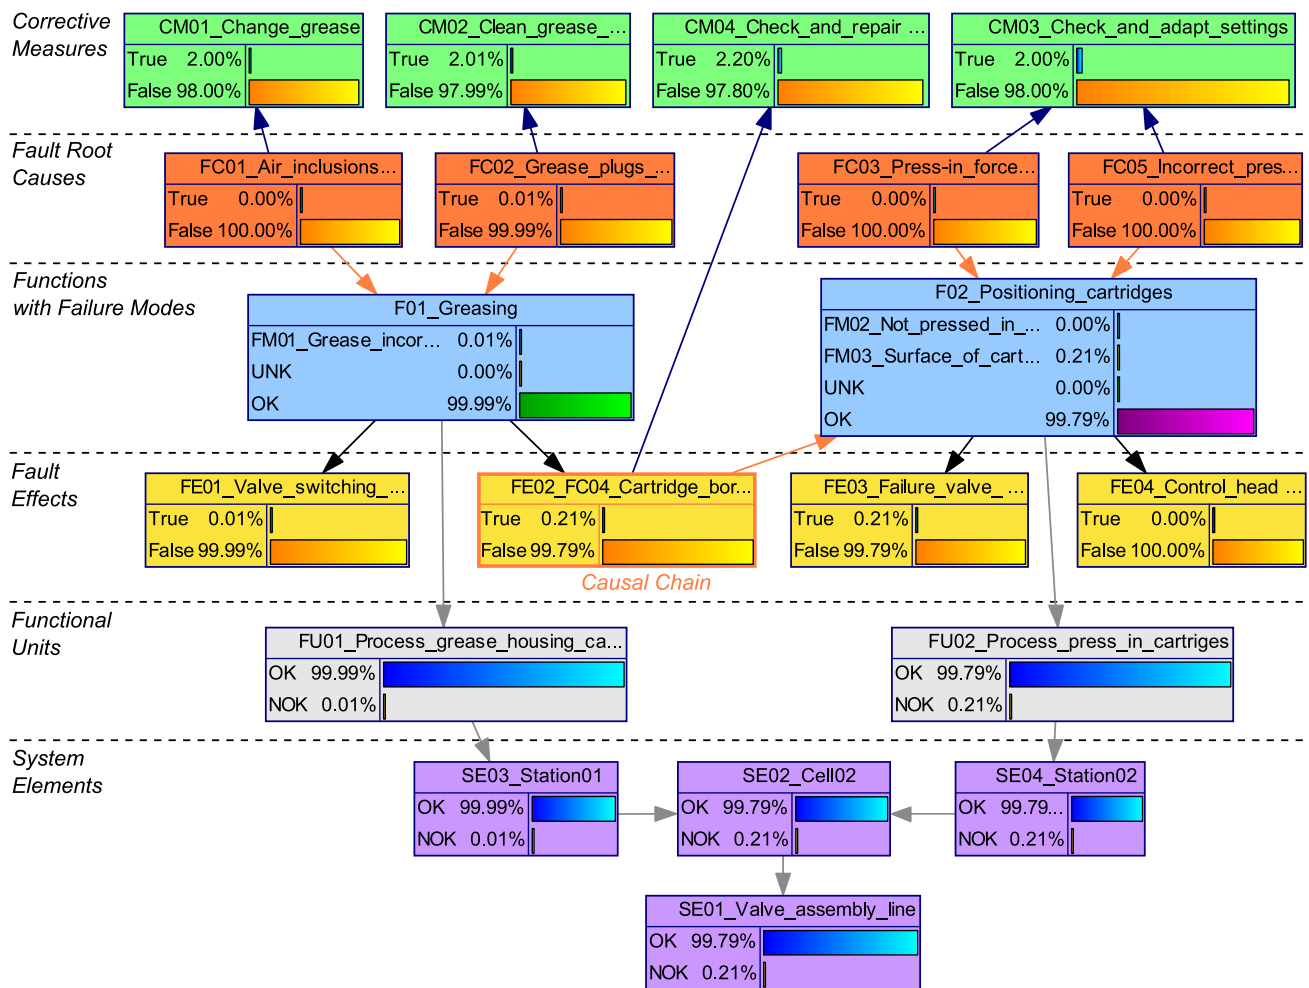 Corrective
Measures
CM01_Change_grease
True 2.00%
False 98.00%
CM02_Clean_grease_...
True 2.01%
False 97.99%
CM04_Check_and_repair ...
True 2.20%
False 97.80%
CM03_Check_and_adapt_settings
True 2.00%
False 98.00%
Fault Root
Causes
FC01_Air_inclusions...
True 0.00%
False 100.00%
FC02_Grease_plugs_...
True 0.01%
False 99.99%
FC03_Press-in_force...
True 0.00%
False 100.00%
FC05_Incorrect_pres...
True 0.00%
False 100.00%
Functions
with Failure Modes
F01_Greasing
FM01_Grease_incor... 0.01%
UNK 0.00%
OK 99.99%
F02_Positioning_cartridges
FM02_Not_pressed_in_... 0.00%
FM03_Surface_of_cart... 0.21%
UNK 0.00%
OK 99.79%
Fault
Effects
FE01_Valve_switching_...
True 0.01%
False 99.99%
FE02_FC04_Cartridge_bor...
True 0.21%
False 99.79%
Causal Chain
FE03_Failure_valve_ ...
True 0.21%
False 99.79%
FE04_Control_head ...
True 0.00%
False 100.00%
Functional
Units
FU01_Process_grease_housing_ca...
OK 99.99%
NOK 0.01%
FU02_Process_press_in_cartriges
OK 99.79%
NOK 0.21%
System
Elements
SE03_Station01
OK 99.99%
NOK 0.01%
SE02_Cell02
OK 99.79%
NOK 0.21%
SE04_Station02
OK 99.79...
NOK 0.21%
SE01_Valve_assembly_line
OK 99.79%
NOK 0.21%